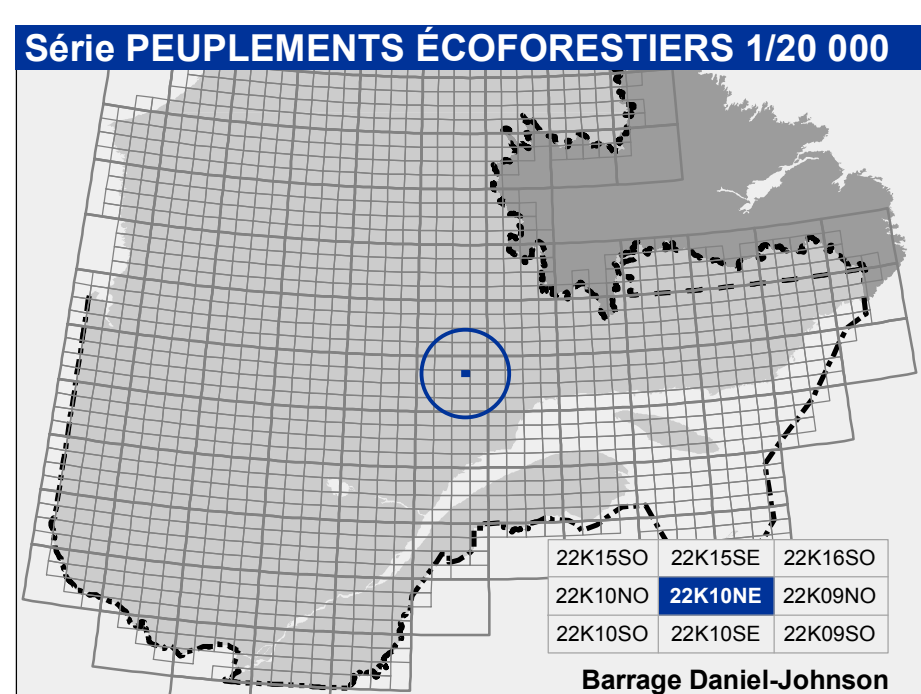 Série PEUPLEMENTS ÉCOFORESTIERS 1/20 000
22K15SO 22K15SE 22K16SO
22K10NO 22K10NE 22K09NO
22K10SO 22K10SE 22K09SO
Barrage Daniel-Johnson